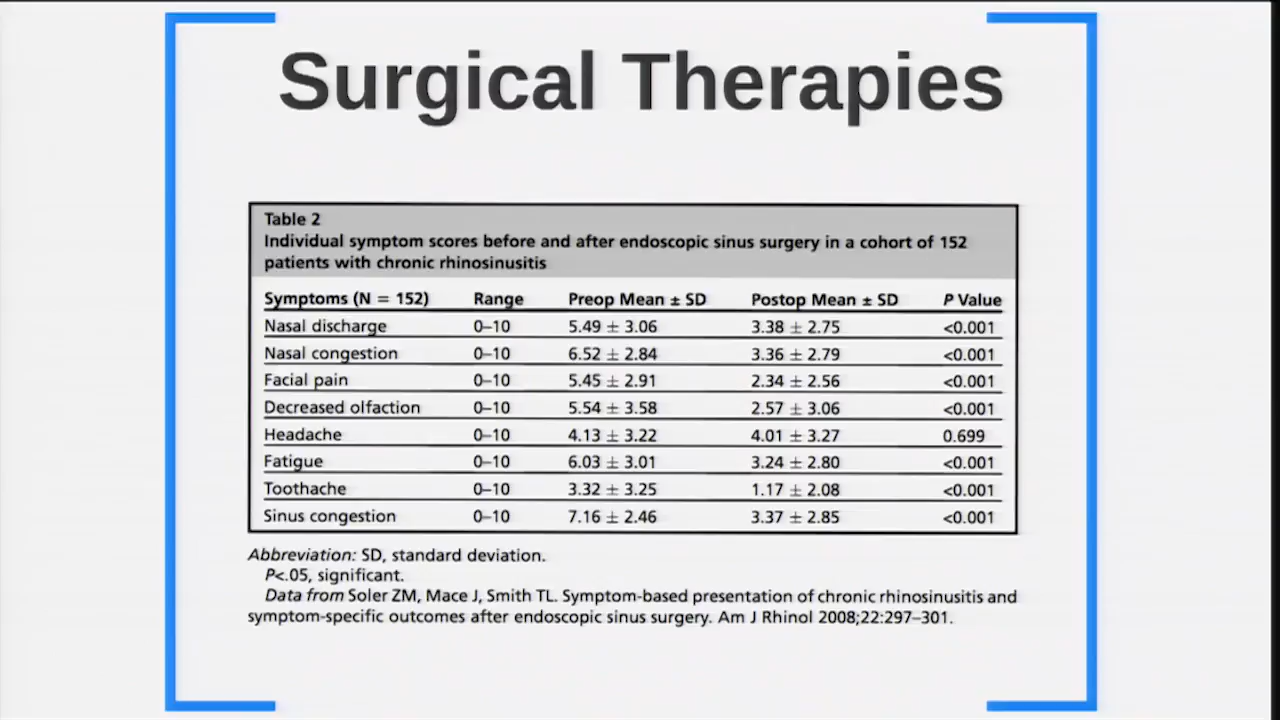 Surgical Therapies
Table 2
Individual symptom scores before and after endoscopic sinus surgery in a cohort of 152
patients with chronic rhinosinusitis
Symptoms (N = 152) Range Preop Mean ± SD Postop Mean ± SD P Value
Nasal discharge 0–10 5.49 ± 3.06 3.38 ± 2.75 <0.001
Nasal congestion 0–10 6.52 ± 2.84 3.36 ± 2.79 <0.001
Facial pain 0–10 5.45 ± 2.91 2.34 ± 2.56 <0.001
Decreased olfaction 0–10 5.54 ± 3.58 2.57 ± 3.06 <0.001
Headache 0–10 4.13 ± 3.22 4.01 ± 3.27 0.699
Fatigue 0–10 6.03 ± 3.01 3.24 ± 2.80 <0.001
Toothache 0–10 3.32 ± 3.25 1.17 ± 2.08 <0.001
Sinus congestion 0–10 7.16 ± 2.46 3.37 ± 2.85 <0.001
Abbreviation: SD, standard deviation.
P<.05, significant.
Data from Soler ZM, Mace J, Smith TL. Symptom-based presentation of chronic rhinosinusitis and
symptom-specific outcomes after endoscopic sinus surgery. Am J Rhinol 2008;22:297–301.